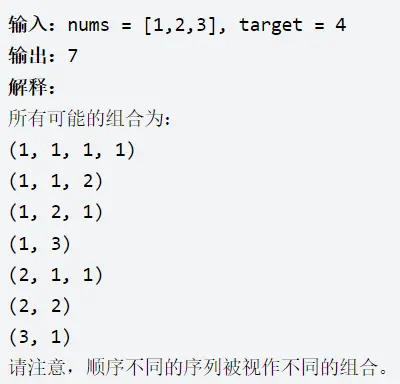 输入：nums = [1,2,3], target = 4
输出：7
解释：
所有可能的组合为：
(1, 1, 1, 1)
(1, 1, 2)
(1, 2, 1)
(1, 3)
(2, 1, 1)
(2, 2)
(3, 1)
请注意，顺序不同的序列被视作不同的组合。